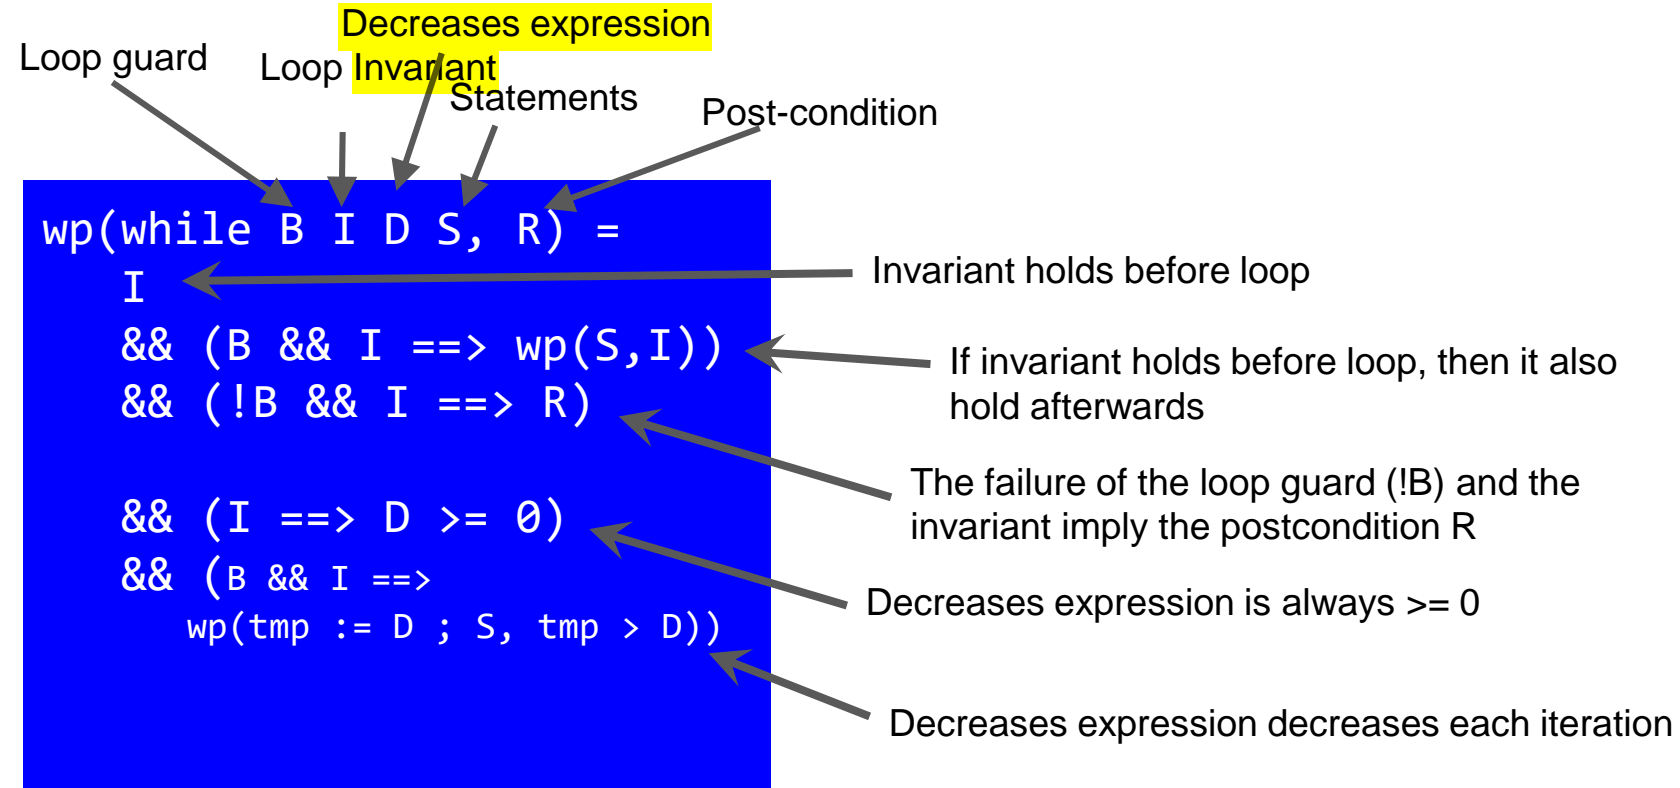 Decreases expression
Loop guard
Loop Invariant
Statements
Post-condition
wp(while B I D S, R) =
I
&& (B && I ==> wp(S,I))
&& (!B && I ==> R)
&& (I ==> D >= 0)
&& (B && I ==>
wp(tmp := D ; S, tmp > D))
Invariant holds before loop
If invariant holds before loop, then it also
hold afterwards
The failure of the loop guard (!B) and the
invariant imply the postcondition R
Decreases expression is always >= 0
Decreases expression decreases each iteration